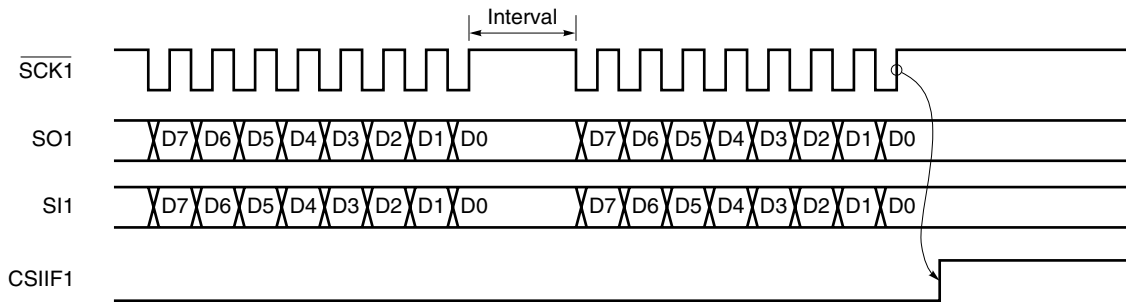 Interval
SCK1
SO1 D7 D6 D5 D4 D3 D2 D1 D0 D7 D6 D5 D4 D3 D2 D1 D0
SI1 D7 D6 D5 D4 D3 D2 D1 D0 D7 D6 D5 D4 D3 D2 D1 D0
CSIIF1